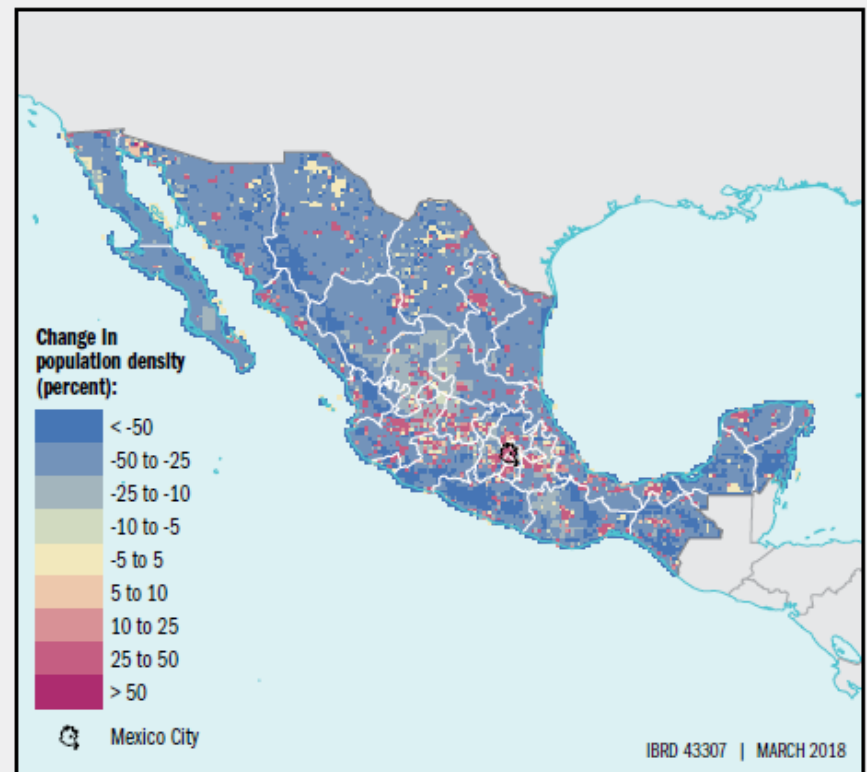 Change in
population density
(percent):
< -50
-50 to -25
-25 to -10
-10 to -5
-5 to 5
5 to 10
10 to 25
25 to 50
> 50
Mexico City
IBRD 43307 | MARCH 2018